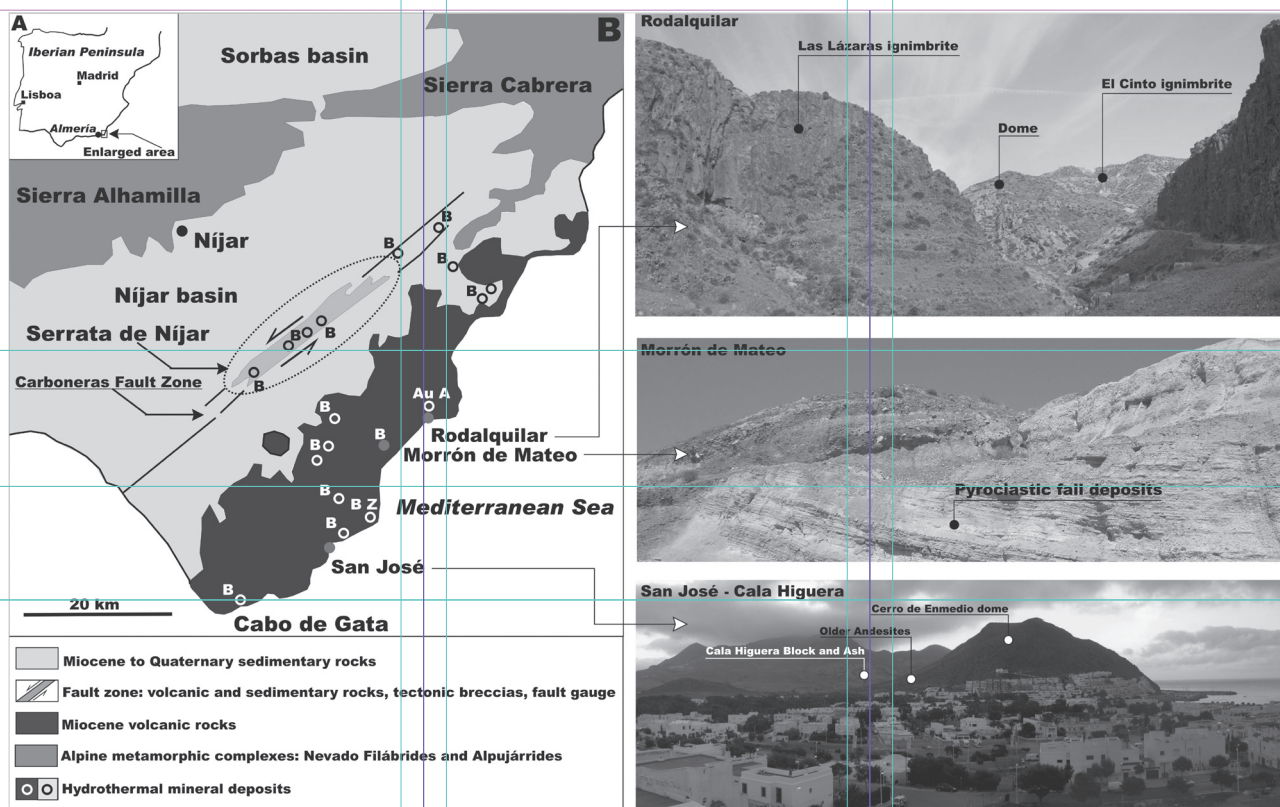 A
Iberian Peninsula
Madrid
Lisboa
Almería
Enlarged area
B
Sorbas basin
Sierra Cabrera
Sierra Alhamilla
Níjar
Níjar basin
Serrata de Níjar
Carboneras Fault Zone
B
B
B
B
B
B
B
B
Au A
B
B
B
B Z
B
B
B
Rodalquilar
Morrón de Mateo
Mediterranean Sea
San José
20 km
Cabo de Gata
Miocene to Quaternary sedimentary rocks
Fault zone: volcanic and sedimentary rocks, tectonic breccias, fault gauge
Miocene volcanic rocks
Alpine metamorphic complexes: Nevado Filábrides and Alpujárrides
Hydrothermal mineral deposits
Rodalquilar
Las Lázaras ignimbrite
El Cinto ignimbrite
Dome
Morrón de Mateo
Pyroclastic fall deposits
San José - Cala Higuera
Cerro de Enmedio dome
Older Andesites
Cala Higuera Block and Ash